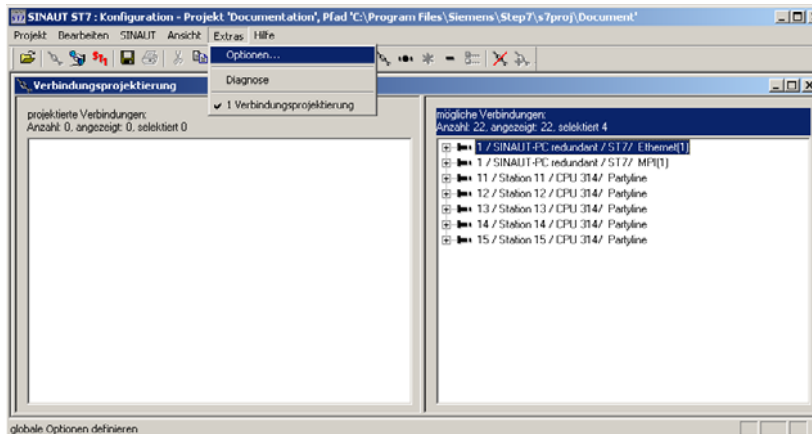 SINAUT ST7 : Konfiguration - Projekt 'Documentation', Pfad 'C:\Program Files\Siemens\Step7\s7proj\Document'
Projekt Bearbeiten SINAUT Ansicht Extras Hilfe
Optionen...
Diagnose
1 Verbindungsprojektierung
Verbindungsprojektierung
projektierte Verbindungen:
Anzahl: 0, angezeigt: 0, selektiert 0
mögliche Verbindungen:
Anzahl: 22, angezeigt: 22, selektiert 4
1 / SINAUT-PC redundant / ST7/ Ethernet(1)
1 / SINAUT-PC redundant / ST7/ MPI(1)
11 / Station 11 / CPU 314/ Partyline
12 / Station 12 / CPU 314/ Partyline
13 / Station 13 / CPU 314/ Partyline
14 / Station 14 / CPU 314/ Partyline
15 / Station 15 / CPU 314/ Partyline
globale Optionen definieren